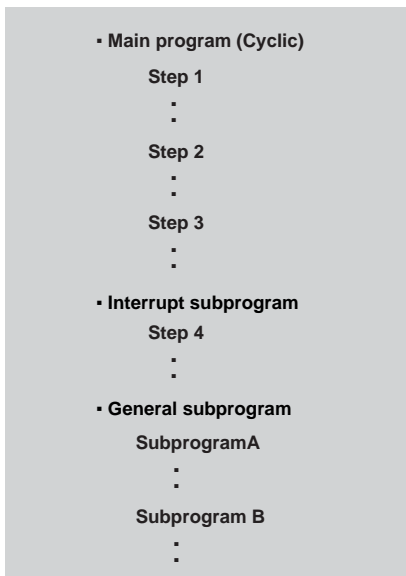 ▪ Main program (Cyclic)
Step 1
▪
▪
Step 2
▪
▪
Step 3
▪
▪
▪ Interrupt subprogram
Step 4
▪
▪
▪ General subprogram
SubprogramA
▪
▪
Subprogram B
▪
▪